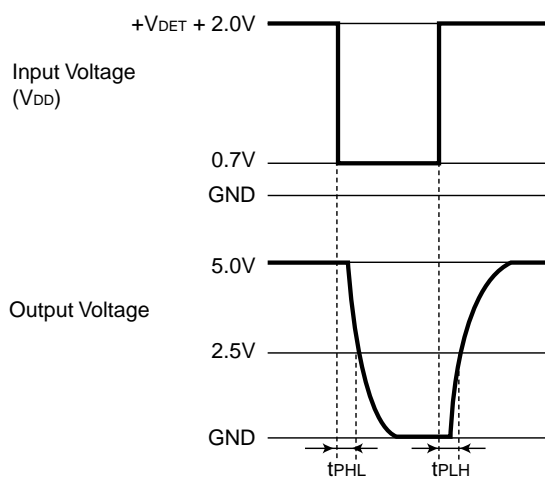 +VDET + 2.0V
Input Voltage
(VDD)
0.7V
GND
5.0V
Output Voltage
2.5V
GND
tPHL
tPLH